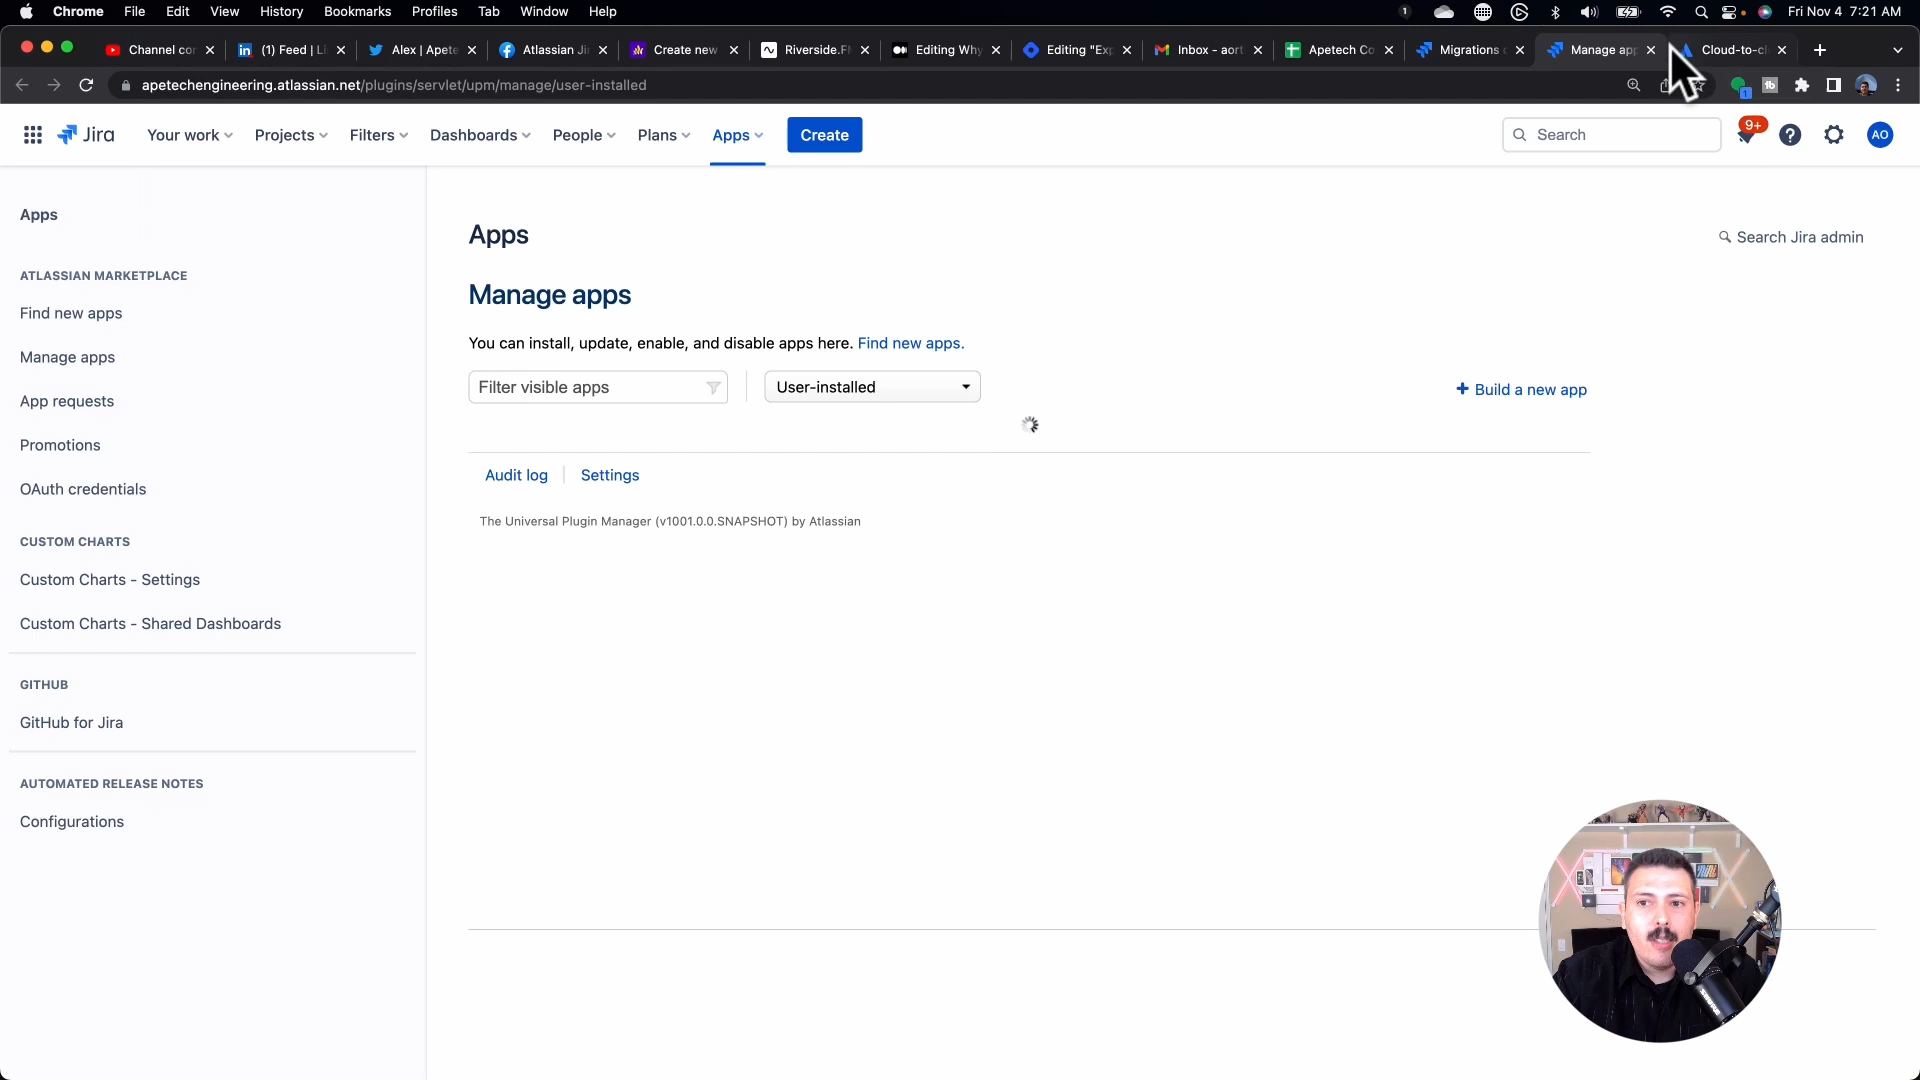 Chrome File Edit View History Bookmarks Profiles Tab Window Help 1 Fri Nov 4 7:21 AM
Channel co in (1) Feed | Li Alex | Apete Atlassian Ji Create new Riverside.F Editing Why Editing "Exp Inbox - aort Apetech Co Migrations Manage app Cloud-to-cl
apetechengineering.atlassian.net/plugins/servlet/upm/manage/user-installed tb 1
Jira Your work Projects Filters Dashboards People Plans Apps Create Search 9+ AO
Apps
ATLASSIAN MARKETPLACE
Find new apps
Manage apps
App requests
Promotions
OAuth credentials
CUSTOM CHARTS
Custom Charts - Settings
Custom Charts - Shared Dashboards
GITHUB
GitHub for Jira
AUTOMATED RELEASE NOTES
Configurations
Apps
Search Jira admin
Manage apps
You can install, update, enable, and disable apps here. Find new apps.
Filter visible apps User-installed + Build a new app
Audit log Settings
The Universal Plugin Manager (v1001.0.0.SNAPSHOT) by Atlassian